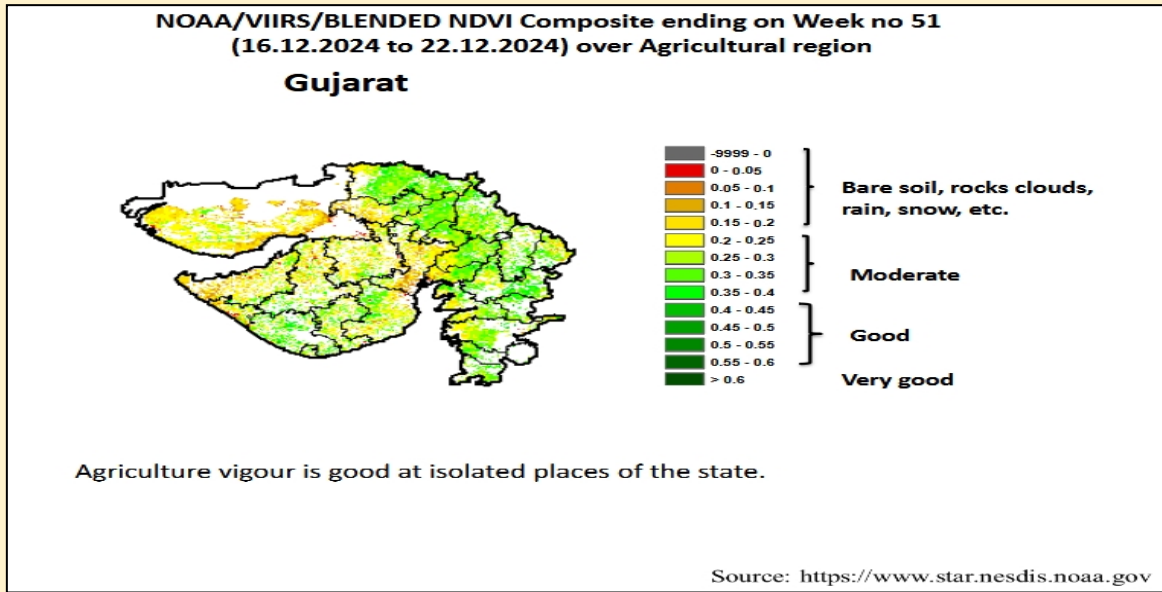 NOAA/VIIRS/BLENDED NDVI Composite ending on Week no 51
(16.12.2024 to 22.12.2024) over Agricultural region
Gujarat
-9999 - 0
0 - 0.05
0.05 - 0.1
0.1 - 0.15
0.15 - 0.2
0.2 - 0.25
0.25 - 0.3
0.3 - 0.35
0.35 - 0.4
0.4 - 0.45
0.45 - 0.5
0.5 - 0.55
0.55 - 0.6
> 0.6
Bare soil, rocks clouds,
rain, snow, etc.
Moderate
Good
Very good
Agriculture vigour is good at isolated places of the state.
Source: https://www.star.nesdis.noaa.gov